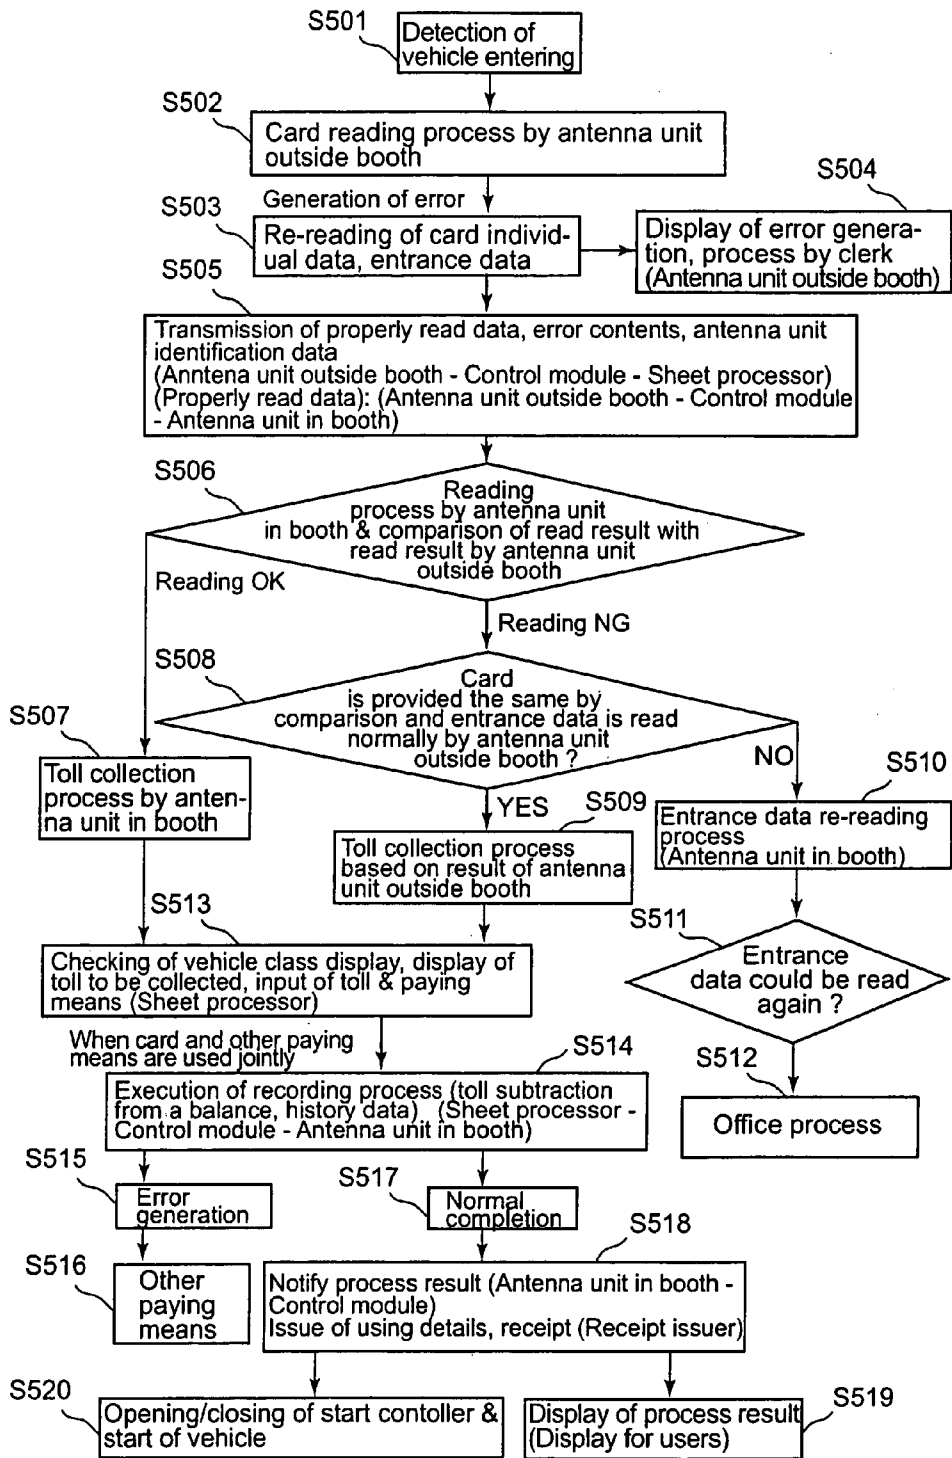 S501
Detection of
vehicle entering
S502
Card reading process by antenna unit
outside booth
Generation of error
S503
Re-reading of card individ-
ual data, entrance data
S504
Display of error genera-
tion, process by clerk
(Antenna unit outside booth)
S505
Transmission of properly read data, error contents, antenna unit
identification data
(Anntena unit outside booth - Control module - Sheet processor)
(Properly read data): (Antenna unit outside booth - Control module
- Antenna unit in booth)
S506
Reading
process by antenna unit
in booth & comparison of read result with
read result by antenna unit
outside booth
Reading OK
Reading NG
S508
Card
is provided the same by
comparison and entrance data is read
normally by antenna unit
outside booth ?
NO
YES
S507
Toll collection
process by anten-
na unit in booth
S509
Toll collection process
based on result of antenna
unit outside booth
S510
Entrance data re-reading
process
(Antenna unit in booth)
S511
Entrance
data could be read
again ?
S512
Office process
S513
Checking of vehicle class display, display of
toll to be collected, input of toll & paying
means (Sheet processor)
When card and other paying
means are used jointly
S514
Execution of recording process (toll subtraction
from a balance, history data) (Sheet processor -
Control module - Antenna unit in booth)
S515
Error
generation
S516
Other
paying
means
S517
Normal
completion
S518
Notify process result (Antenna unit in booth -
Control module)
Issue of using details, receipt (Receipt issuer)
S520
Opening/closing of start contoller &
start of vehicle
S519
Display of process result
(Display for users)